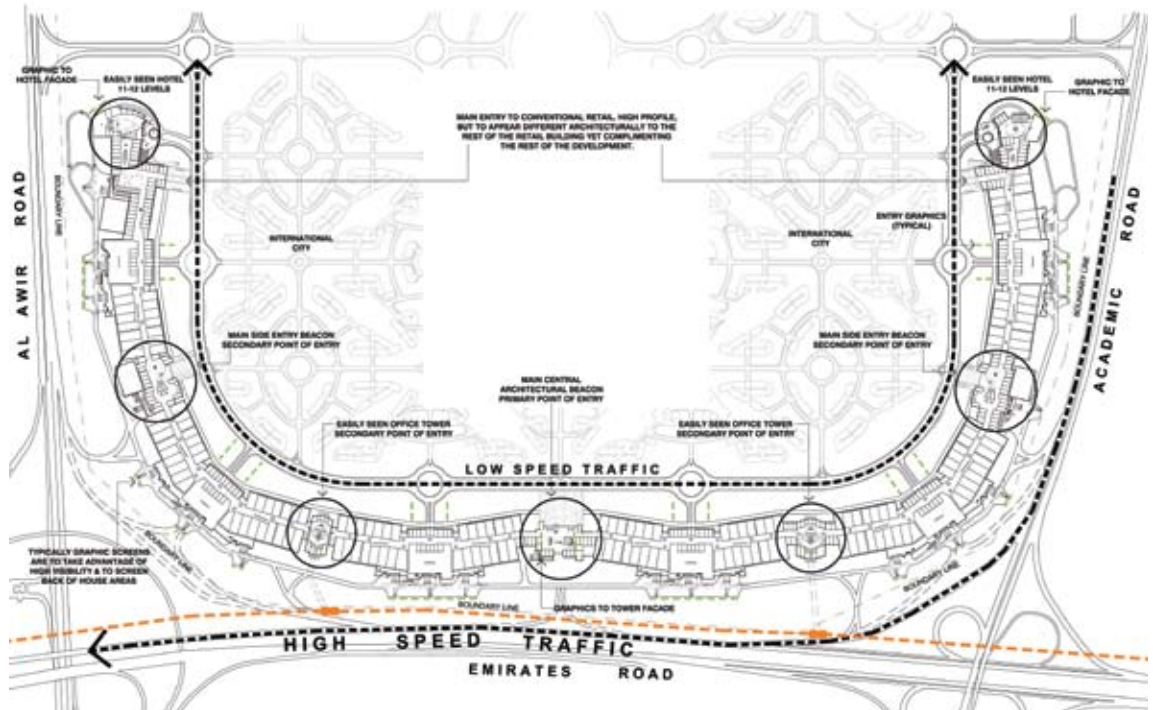 GRAPHIC TO
HOTEL FACADE
EASILY SEEN HOTEL
11-12 LEVELS
MAIN ENTRY TO CONVENTIONAL RETAIL, HIGH PROFILE,
BUT TO APPEAR DIFFERENT ARCHITECTURALLY TO THE
REST OF THE RETAIL BUILDING YET COMPLIMENTING
THE REST OF THE DEVELOPMENT.
EASILY SEEN HOTEL
11-12 LEVELS
GRAPHIC TO
HOTEL FACADE
AL AWIR ROAD
BOUNDARY LINE
INTERNATIONAL
CITY
INTERNATIONAL
CITY
ENTRY GRAPHICS
(TYPICAL)
BOUNDARY LINE
ACADEMIC ROAD
MAIN SIDE ENTRY BEACON
SECONDARY POINT OF ENTRY
MAIN CENTRAL
ARCHITECTURAL BEACON
PRIMARY POINT OF ENTRY
MAIN SIDE ENTRY BEACON
SECONDARY POINT OF ENTRY
EASILY SEEN OFFICE TOWER
SECONDARY POINT OF ENTRY
EASILY SEEN OFFICE TOWER
SECONDARY POINT OF ENTRY
LOW SPEED TRAFFIC
TYPICALLY GRAPHIC SCREENS
ARE TO TAKE ADVANTAGE OF
HIGH VISIBILITY & TO SCREEN
BACK OF HOUSE AREAS
BOUNDARY LINE
BOUNDARY LINE
GRAPHICS TO TOWER FACADE
BOUNDARY LINE
HIGH SPEED TRAFFIC
EMIRATES ROAD